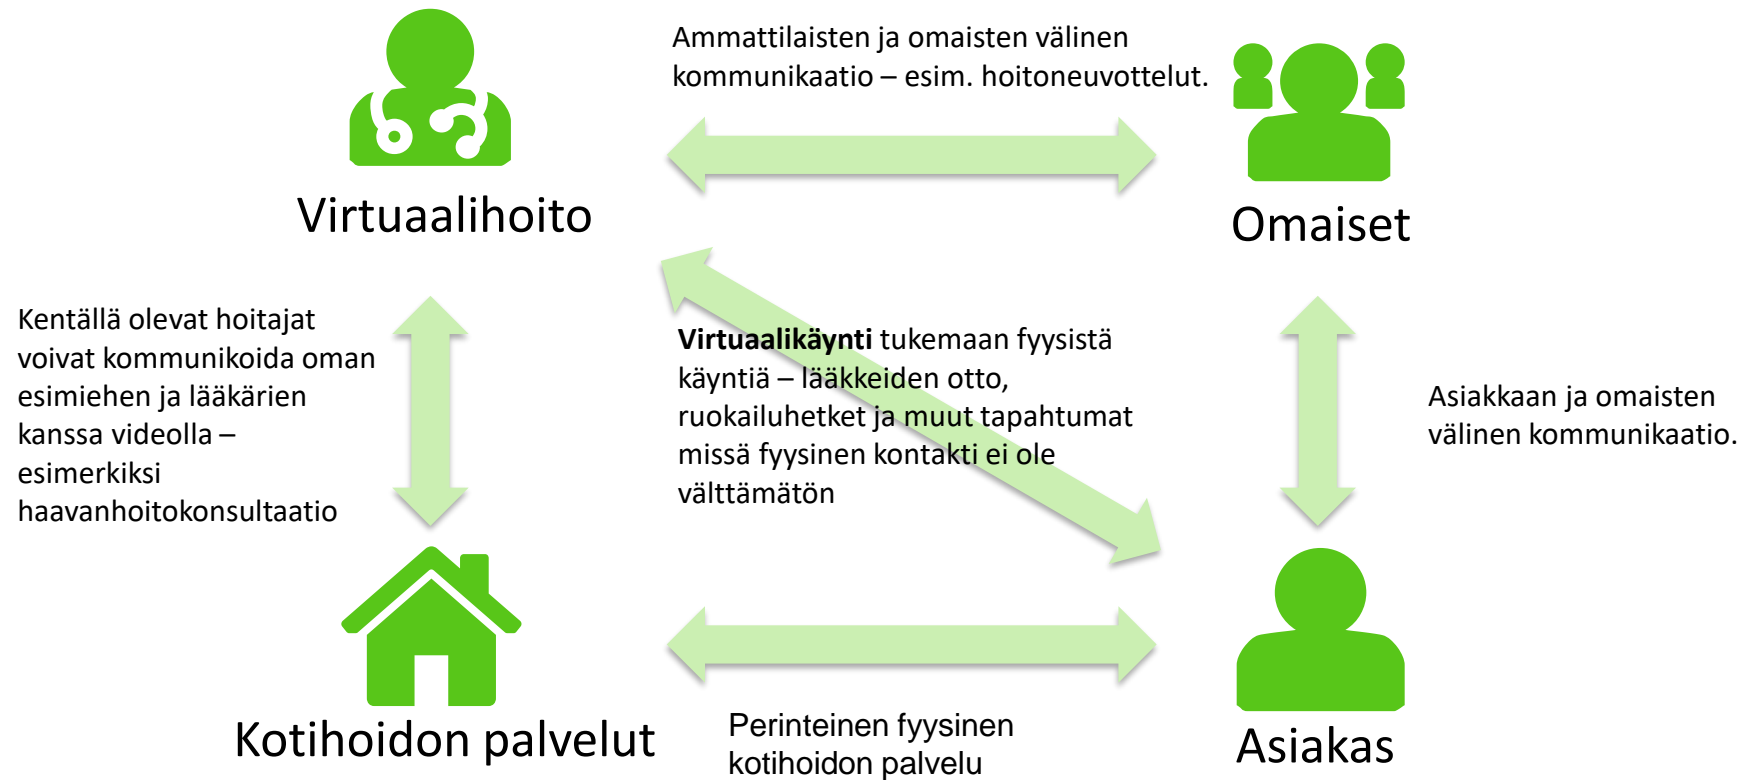 Ammattilaisten ja omaisten välinen
kommunikaatio – esim. hoitoneuvottelut.
Virtuaalihoito
Omaiset
Kentällä olevat hoitajat
voivat kommunikoida oman
esimiehen ja lääkärien
kanssa videolla –
esimerkiksi
haavanhoitokonsultaatio
Virtuaalikäynti tukemaan fyysistä
käyntiä – lääkkeiden otto,
ruokailuhetket ja muut tapahtumat
missä fyysinen kontakti ei ole
välttämätön
Asiakkaan ja omaisten
välinen kommunikaatio.
Kotihoidon palvelut
Perinteinen fyysinen
kotihoidon palvelu
Asiakas